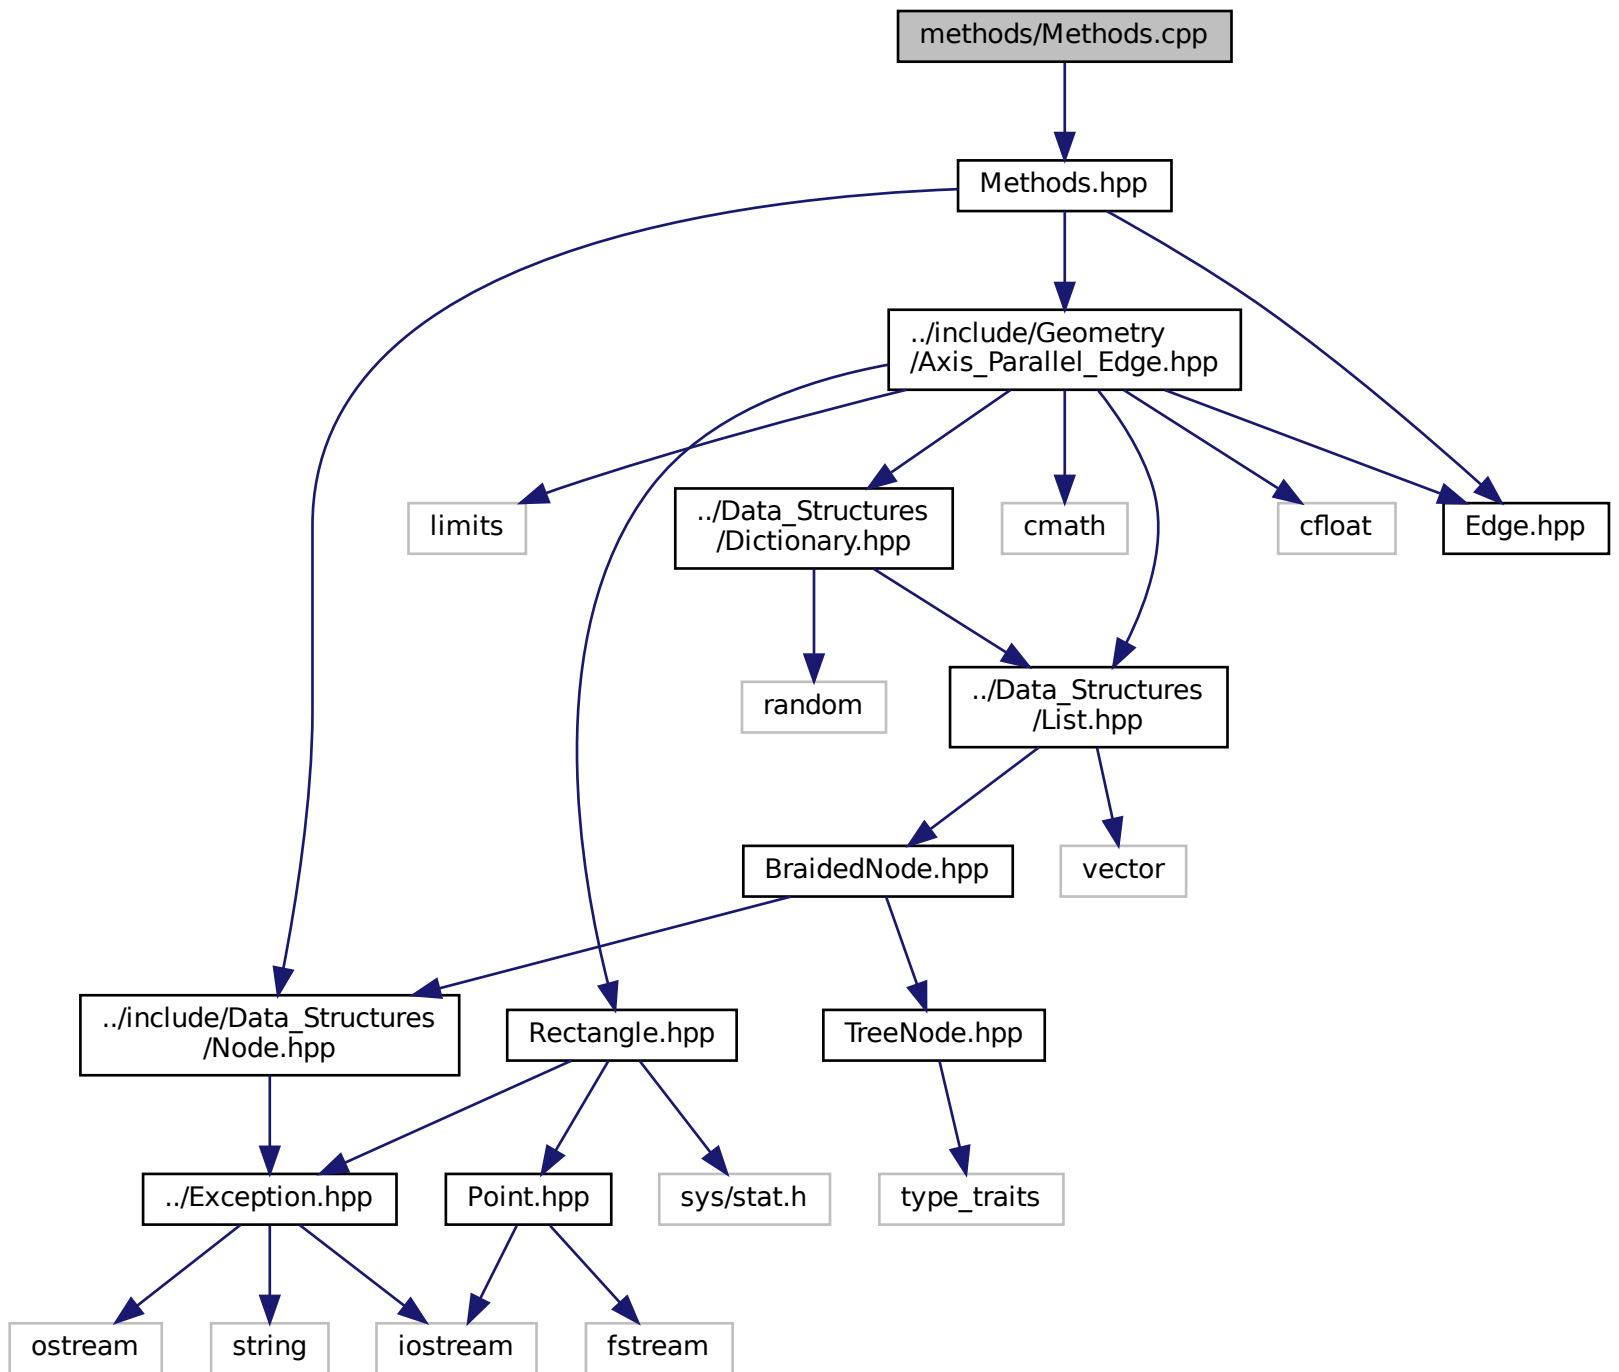 methods/Methods.cpp
Methods.hpp
../include/Geometry
/Axis_Parallel_Edge.hpp
limits
../Data_Structures
/Dictionary.hpp
cmath
cfloat
Edge.hpp
random
../Data_Structures
/List.hpp
BraidedNode.hpp
vector
../include/Data_Structures
/Node.hpp
Rectangle.hpp
TreeNode.hpp
../Exception.hpp
Point.hpp
sys/stat.h
type_traits
ostream
string
iostream
fstream